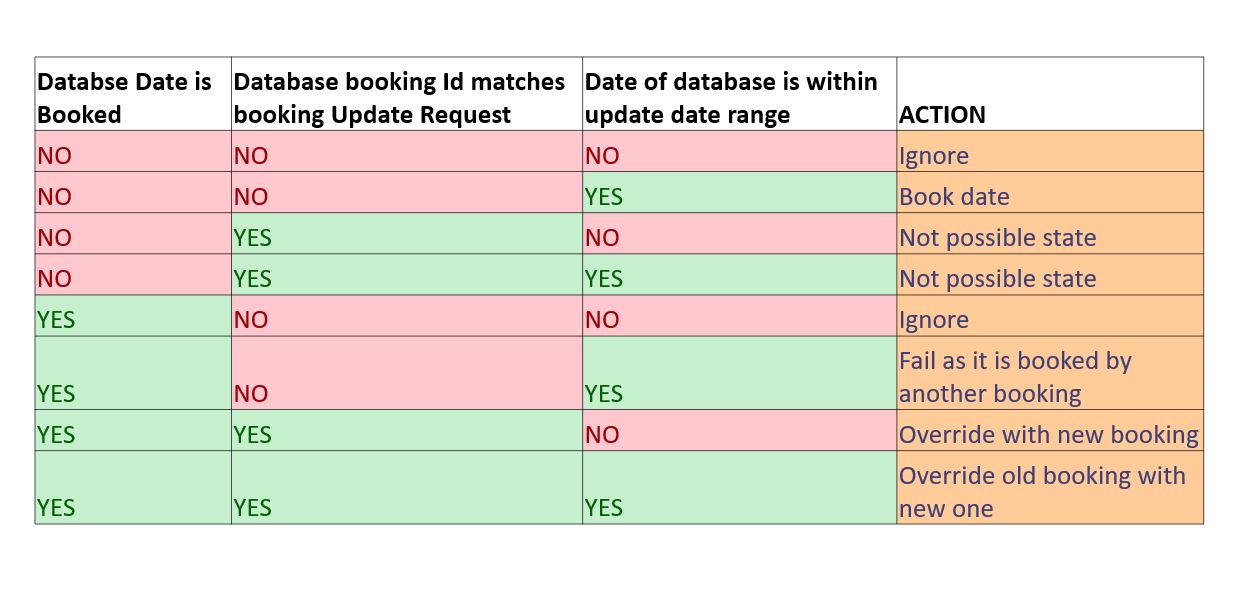 Databse Date is Booked | Database booking Id matches booking Update Request | Date of database is within update date range | ACTION
NO | NO | NO | Ignore
NO | NO | YES | Book date
NO | YES | NO | Not possible state
NO | YES | YES | Not possible state
YES | NO | NO | Ignore
YES | NO | YES | Fail as it is booked by another booking
YES | YES | NO | Override with new booking
YES | YES | YES | Override old booking with new one